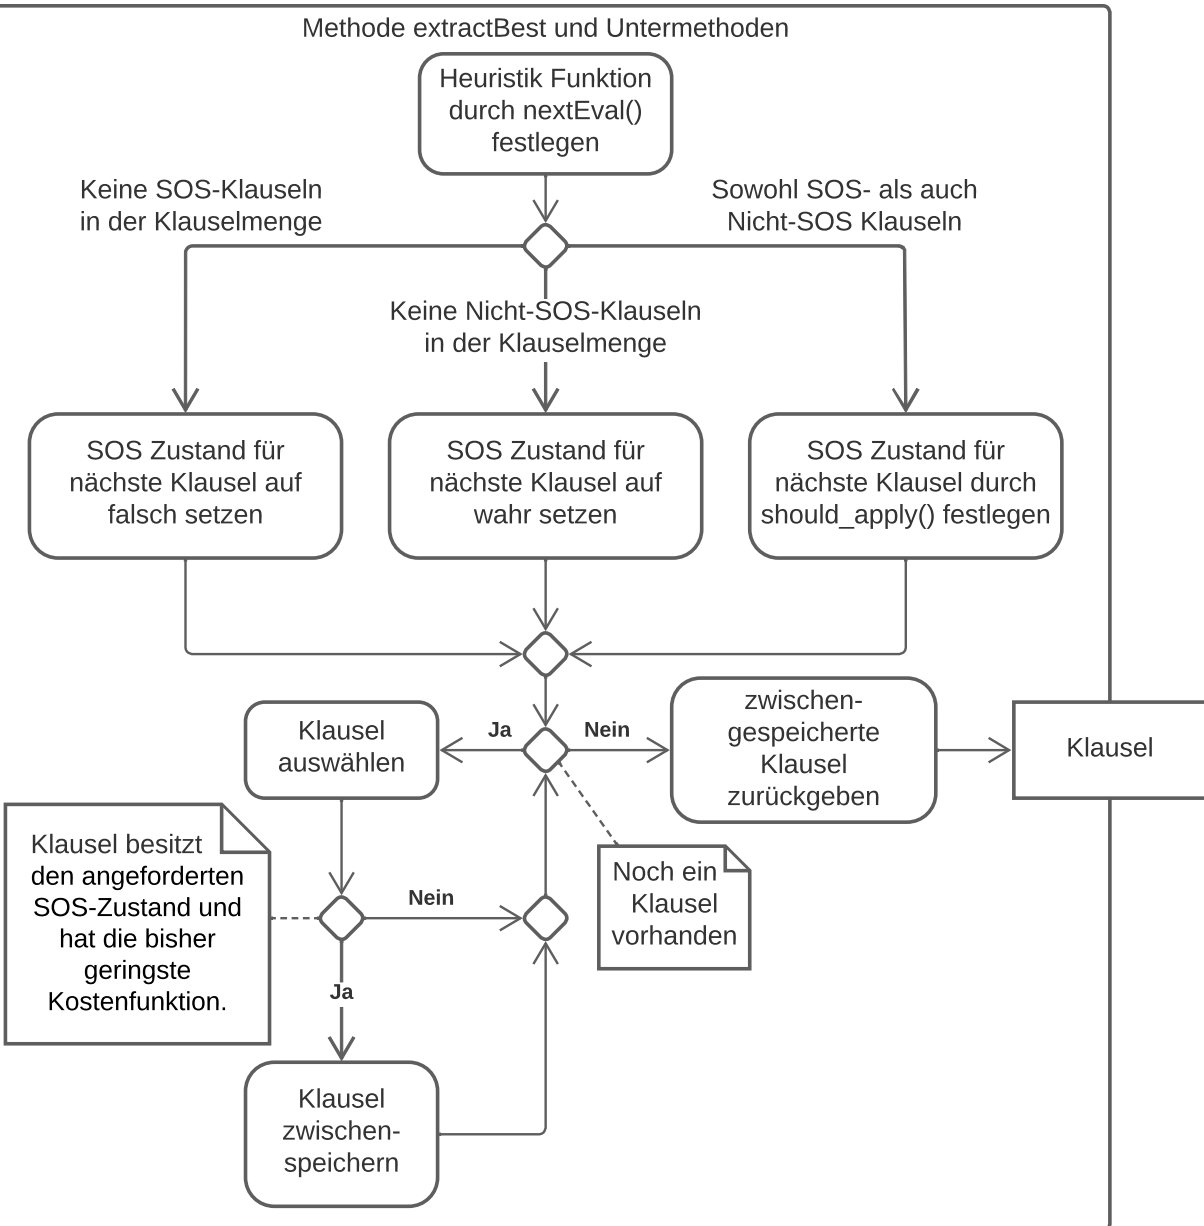 Methode extractBest und Untermethoden
Heuristik Funktion
durch nextEval()
festlegen
Keine SOS-Klauseln
in der Klauselmenge
Sowohl SOS- als auch
Nicht-SOS Klauseln
Keine Nicht-SOS-Klauseln
in der Klauselmenge
SOS Zustand für
nächste Klausel auf
falsch setzen
SOS Zustand für
nächste Klausel auf
wahr setzen
SOS Zustand für
nächste Klausel durch
should_apply() festlegen
Klausel
auswählen
Ja
Nein
zwischen-
gespeicherte
Klausel
zurückgeben
Klausel
Klausel besitzt
den angeforderten
SOS-Zustand und
hat die bisher
geringste
Kostenfunktion.
Nein
Noch ein
Klausel
vorhanden
Ja
Klausel
zwischen-
speichern